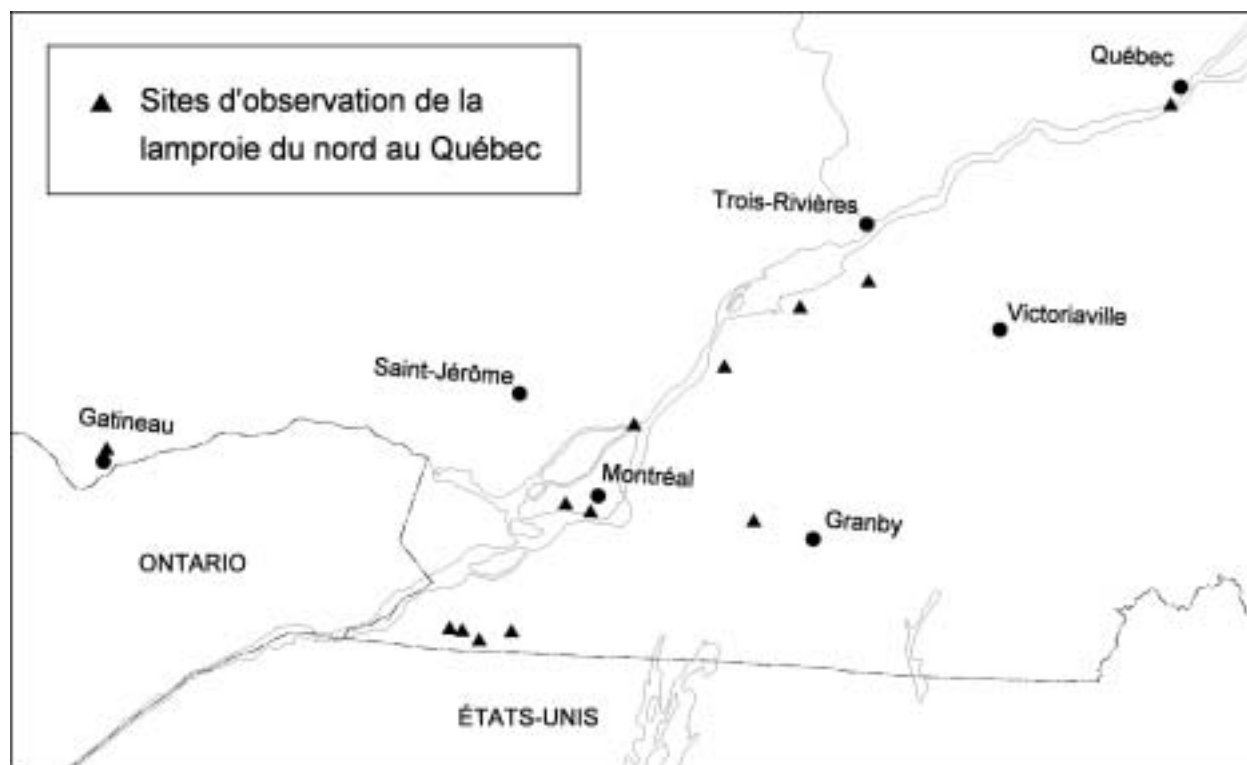 Sites d'observation de la
lamproie du nord au Québec
Québec
Trois-Rivières
Victoriaville
Saint-Jérôme
Gatineau
Montréal
Granby
ONTARIO
ÉTATS-UNIS